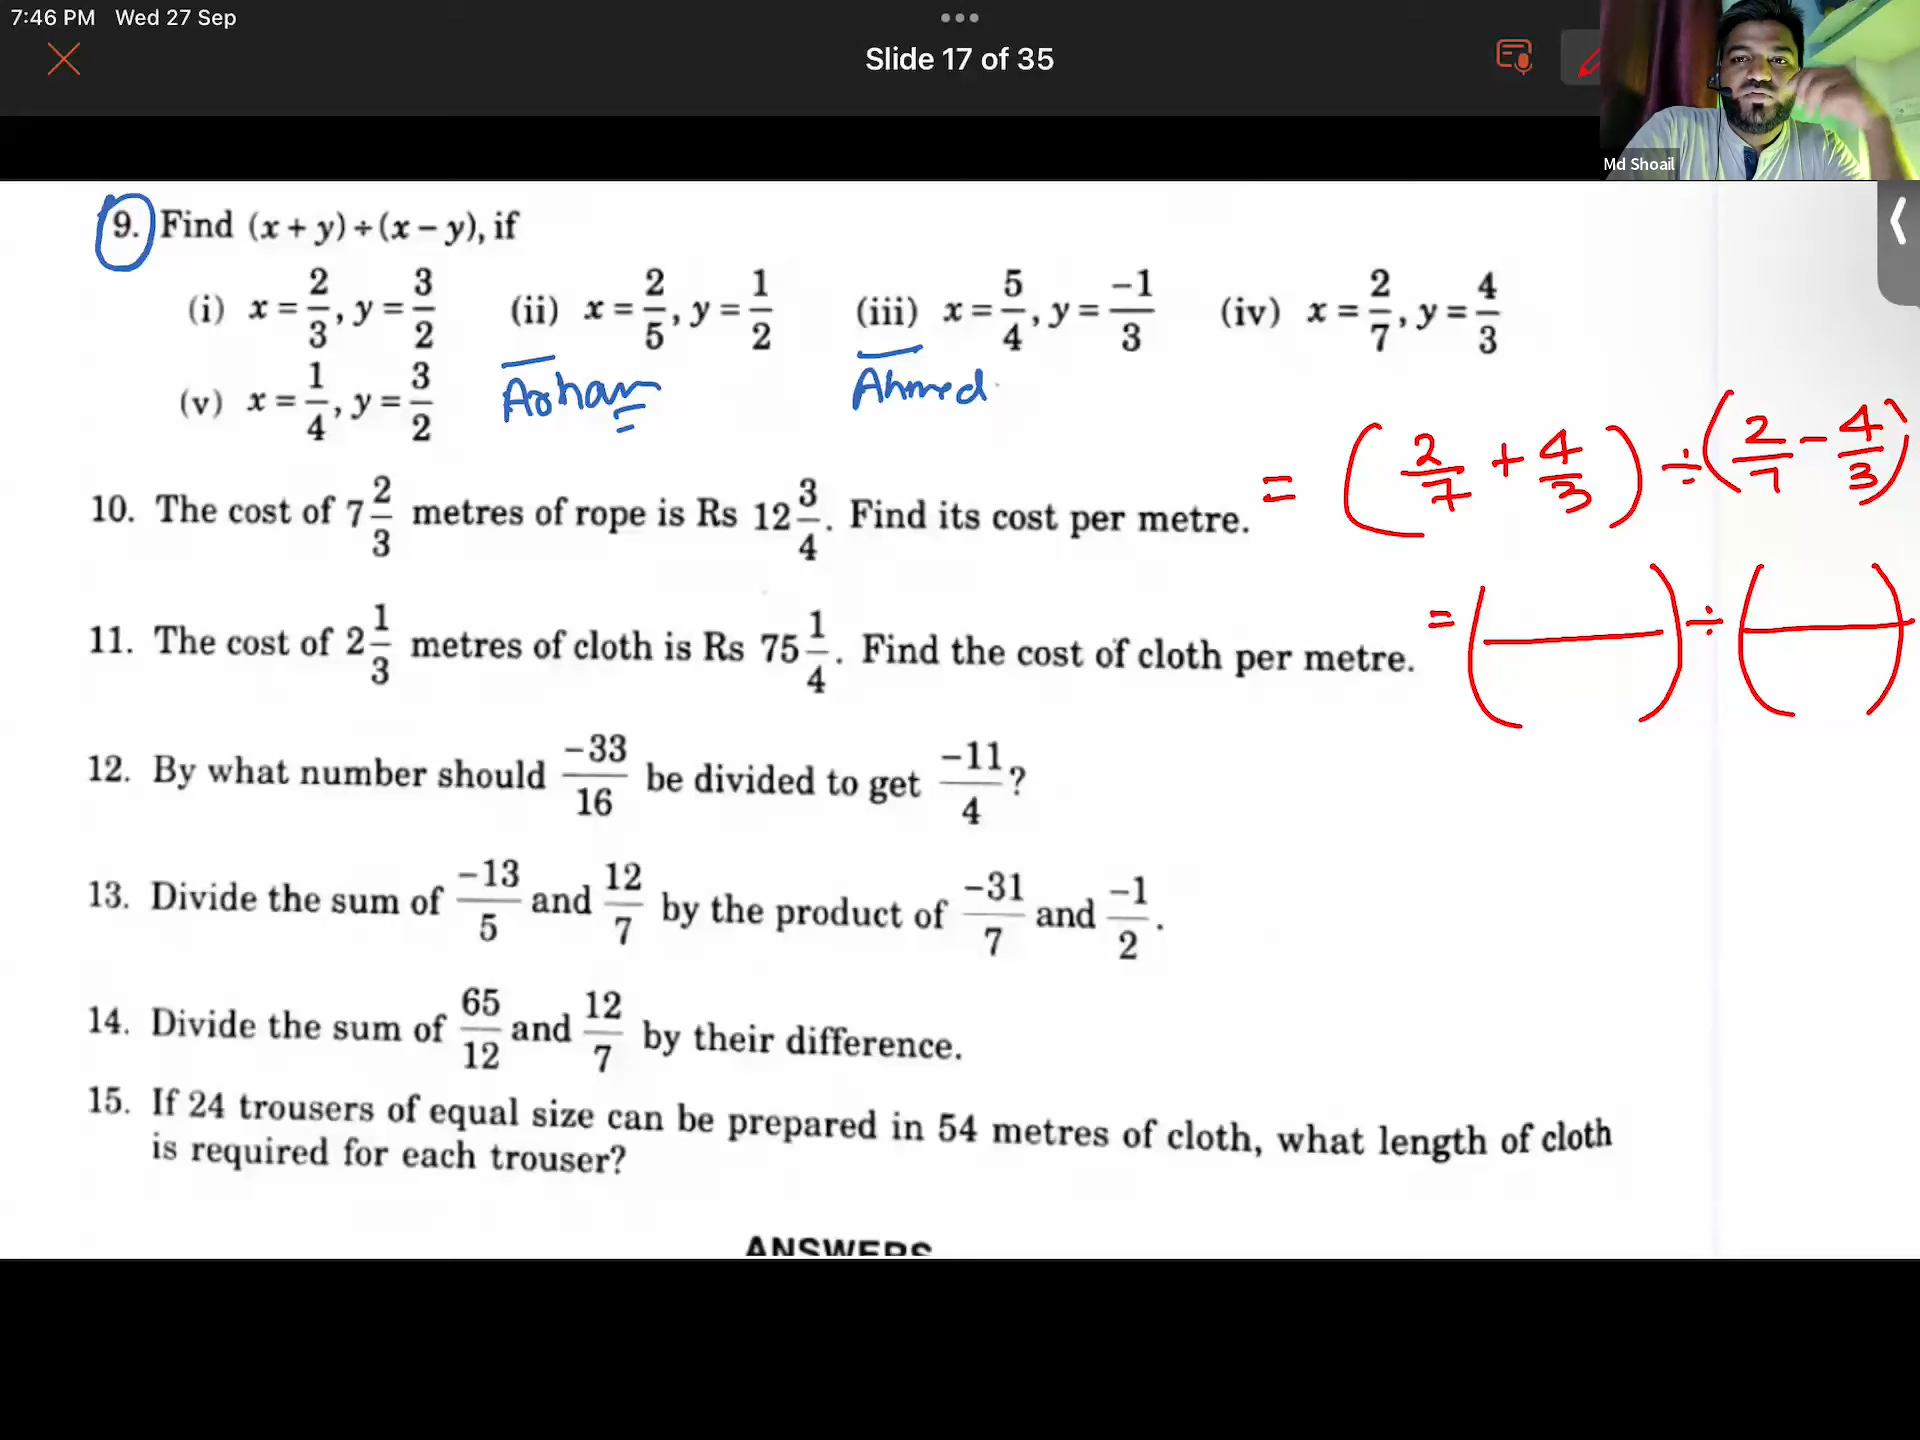 7:46 PM Wed 27 Sep
Slide 17 of 35
Md Shoail
9. Find (x + y) ÷ (x − y), if
(i) x = 2/3, y = 3/2 (ii) x = 2/5, y = 1/2 (iii) x = 5/4, y = −1/3 (iv) x = 2/7, y = 4/3
(v) x = 1/4, y = 3/2 Arham Ahmed
= (2/7 + 4/3) ÷ (2/7 − 4/3)
10. The cost of 7 2/3 metres of rope is Rs 12 3/4. Find its cost per metre.
= ( ) ÷ ( )
11. The cost of 2 1/3 metres of cloth is Rs 75 1/4. Find the cost of cloth per metre.
12. By what number should −33/16 be divided to get −11/4?
13. Divide the sum of −13/5 and 12/7 by the product of −31/7 and −1/2.
14. Divide the sum of 65/12 and 12/7 by their difference.
15. If 24 trousers of equal size can be prepared in 54 metres of cloth, what length of cloth
is required for each trouser?
ANSWERS